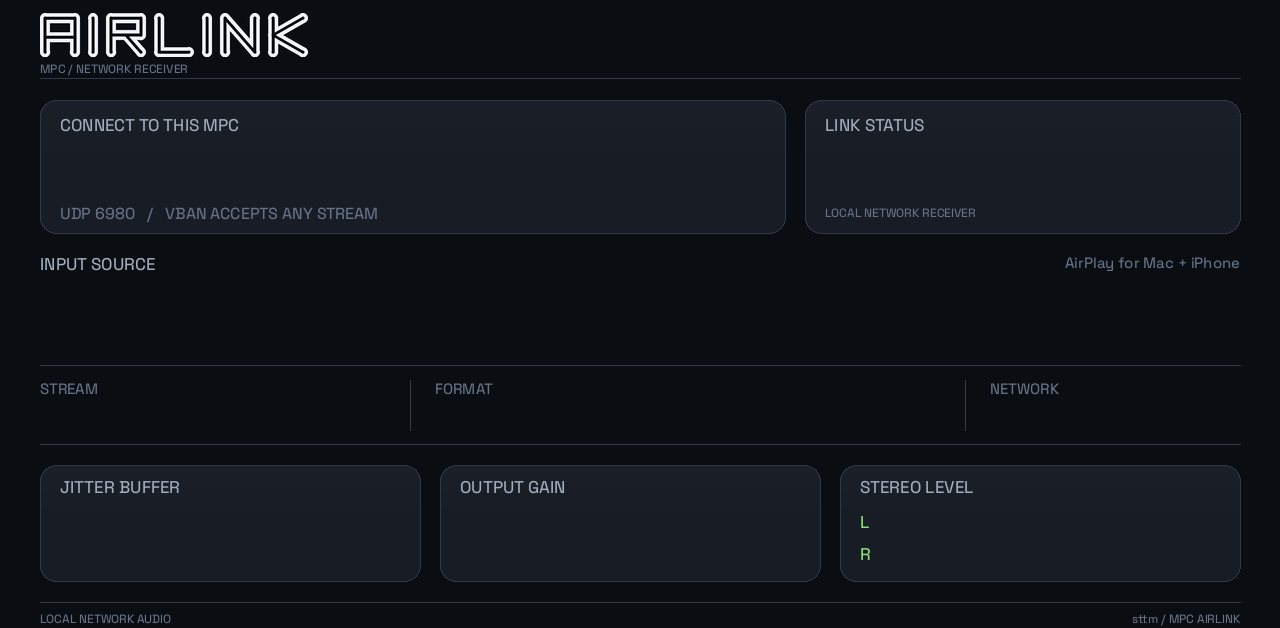 AIRLINK
MPC / NETWORK RECEIVER
CONNECT TO THIS MPC
UDP 6980 / VBAN ACCEPTS ANY STREAM
LINK STATUS
LOCAL NETWORK RECEIVER
INPUT SOURCE
AirPlay for Mac + iPhone
STREAM
FORMAT
NETWORK
JITTER BUFFER
OUTPUT GAIN
STEREO LEVEL
L
R
LOCAL NETWORK AUDIO
sttm / MPC AIRLINK